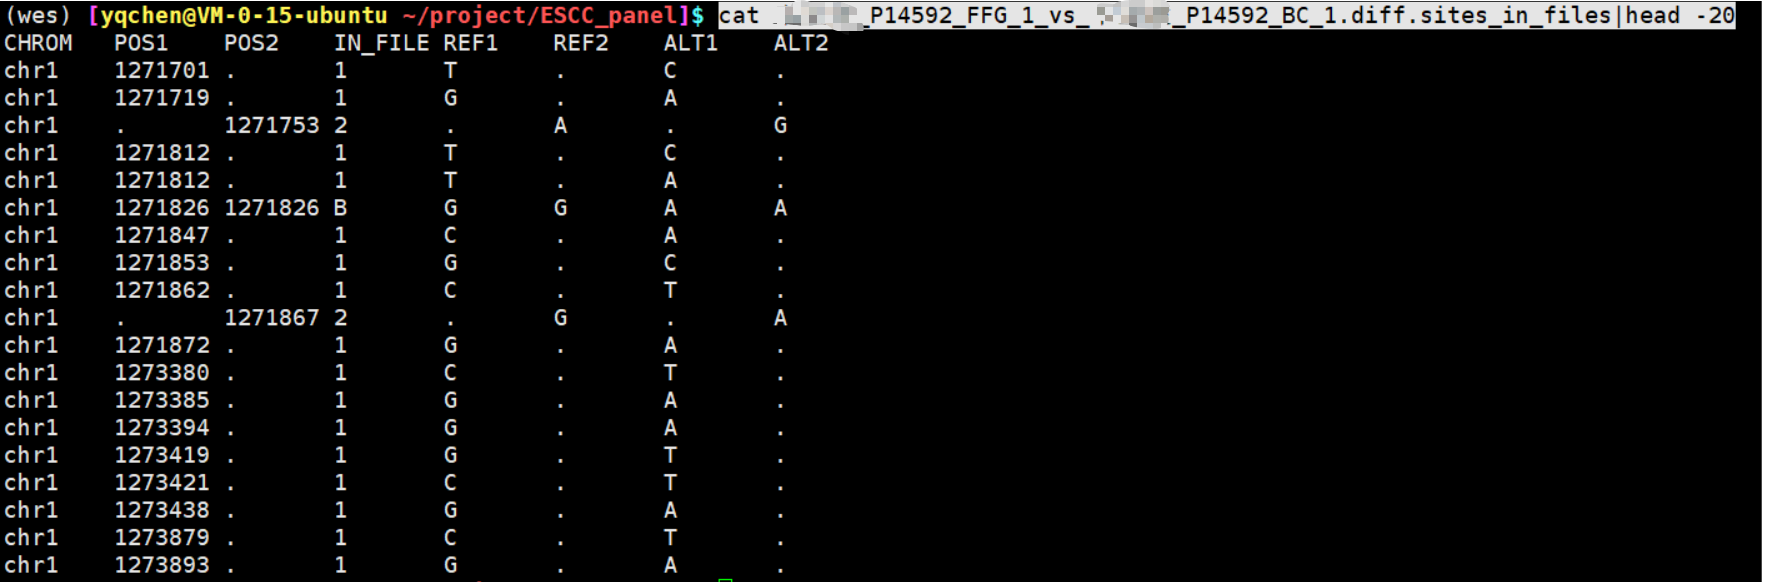 (wes) [yqchen@VM-0-15-ubuntu ~/project/ESCC_panel]$ cat _P14592_FFG_1_vs_ _P14592_BC_1.diff.sites_in_files|head -20
CHROM POS1 POS2 IN_FILE REF1 REF2 ALT1 ALT2
chr1 1271701 . 1 T . C .
chr1 1271719 . 1 G . A .
chr1 . 1271753 2 . A . G
chr1 1271812 . 1 T . C .
chr1 1271812 . 1 T . A .
chr1 1271826 1271826 B G G A A
chr1 1271847 . 1 C . A .
chr1 1271853 . 1 G . C .
chr1 1271862 . 1 C . T .
chr1 . 1271867 2 . G . A
chr1 1271872 . 1 G . A .
chr1 1273380 . 1 C . T .
chr1 1273385 . 1 G . A .
chr1 1273394 . 1 G . A .
chr1 1273419 . 1 G . T .
chr1 1273421 . 1 C . T .
chr1 1273438 . 1 G . A .
chr1 1273879 . 1 C . T .
chr1 1273893 . 1 G . A .